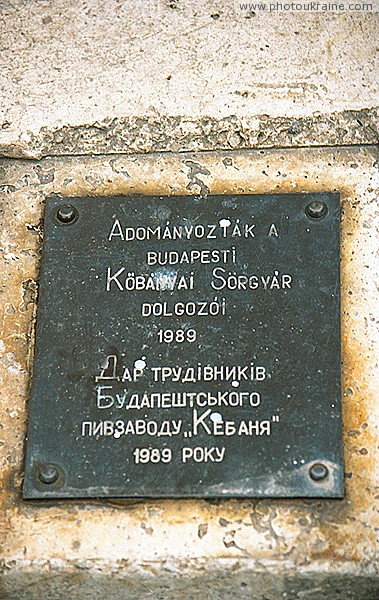 www.photoukraine.com
ADOMÁNYOZTÁK A
BUDAPESTI
KŐBÁNYAI SÖRGYÁR
DOLGOZÓI
1989
ДАР ТРУДІВНИКІВ
БУДАПЕШТСЬКОГО
ПИВЗАВОДУ „КЕБАНЯ"
1989 РОКУ